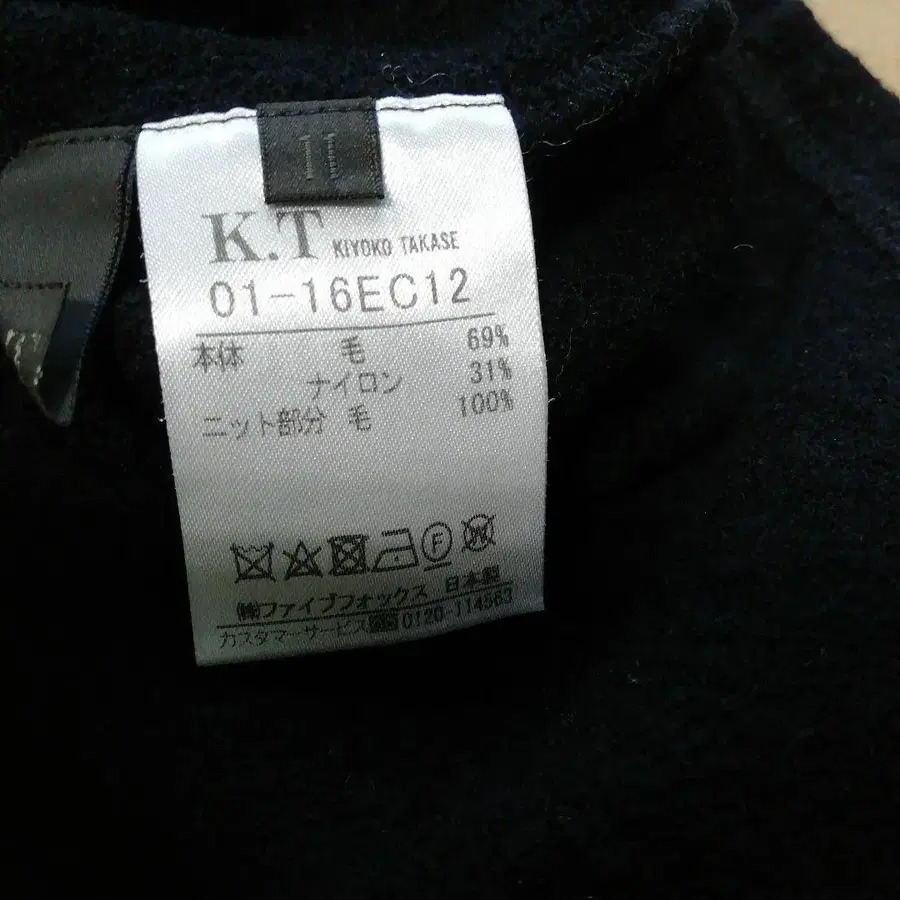 K.T KIYOKO TAKASE
01-16EC12
本体 毛 69%
ナイロン 31%
ニット部分 毛 100%
F W
㈱ファイブフォックス 日本製
カスタマーサービス 0120-114563